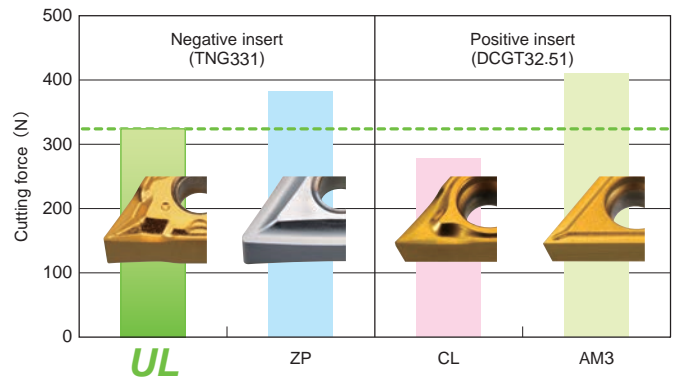 Cutting force (N)
500
400
300
200
100
0
Negative insert
(TNG331)
Positive insert
(DCGT32.51)
UL
ZP
CL
AM3